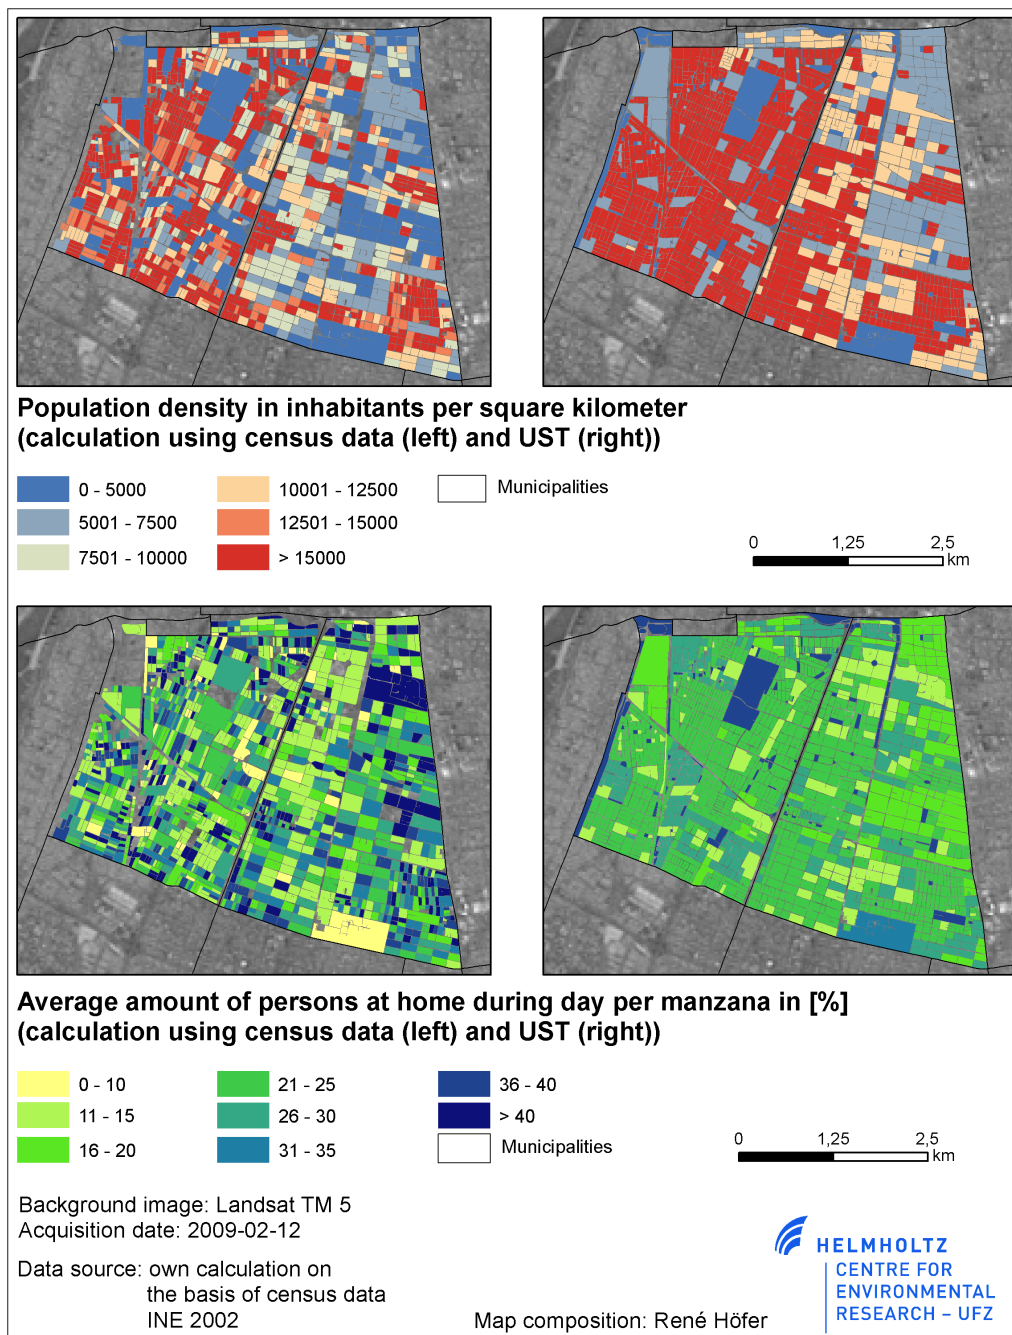 Population density in inhabitants per square kilometer
(calculation using census data (left) and UST (right))
0 - 5000
10001 - 12500
Municipalities
5001 - 7500
12501 - 15000
7501 - 10000
> 15000
0 1,25 2,5
km
Average amount of persons at home during day per manzana in [%]
(calculation using census data (left) and UST (right))
0 - 10
21 - 25
36 - 40
11 - 15
26 - 30
> 40
16 - 20
31 - 35
Municipalities
0 1,25 2,5
km
Background image: Landsat TM 5
Acquisition date: 2009-02-12
Data source: own calculation on
the basis of census data
INE 2002
Map composition: René Höfer
HELMHOLTZ
CENTRE FOR
ENVIRONMENTAL
RESEARCH – UFZ